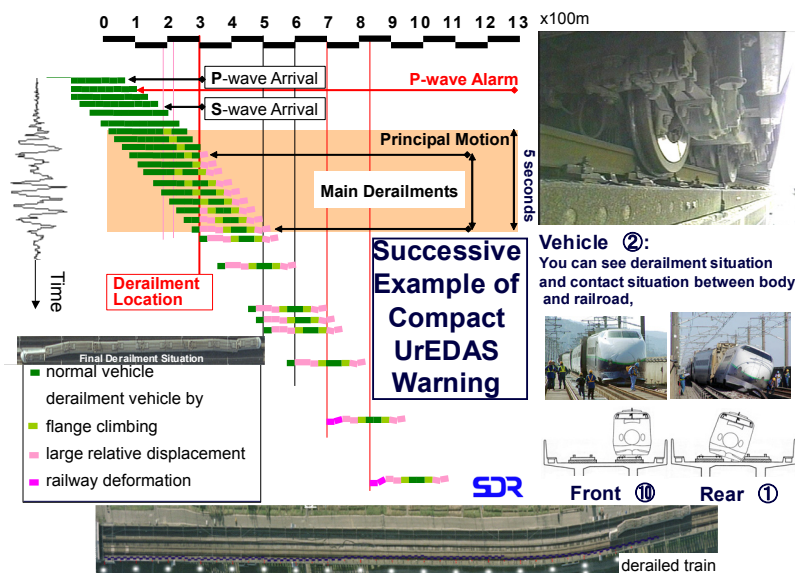 0 1 2 3 4 5 6 7 8 9 10 11 12 13 x100m
P-wave Arrival
P-wave Alarm
S-wave Arrival
Principal Motion
Main Derailments
5 seconds
Time
Derailment
Location
Successive
Example of
Compact
UrEDAS
Warning
Vehicle ②:
You can see derailment situation
and contact situation between body
and railroad,
Final Derailment Situation
normal vehicle
derailment vehicle by
flange climbing
large relative displacement
railway deformation
SDR
Front ⑩
Rear ①
derailed train